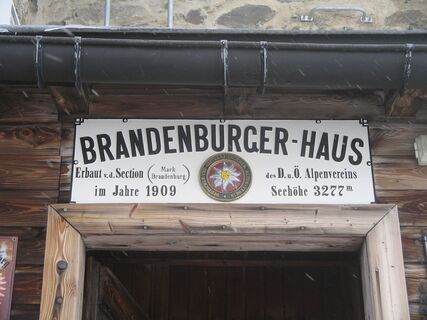 BRANDENBURGER-HAUS
Erbaut v. d. Section (Mark Brandenburg) des D. u. Ö. Alpenvereins
im Jahre 1909 Seehöhe 3277 m